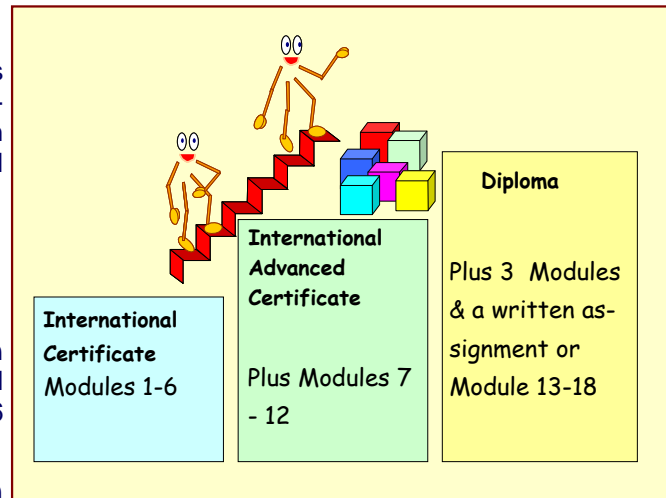 International
Certificate
Modules 1-6
International
Advanced
Certificate
Plus Modules 7
- 12
Diploma
Plus 3 Modules
& a written as-
signment or
Module 13-18